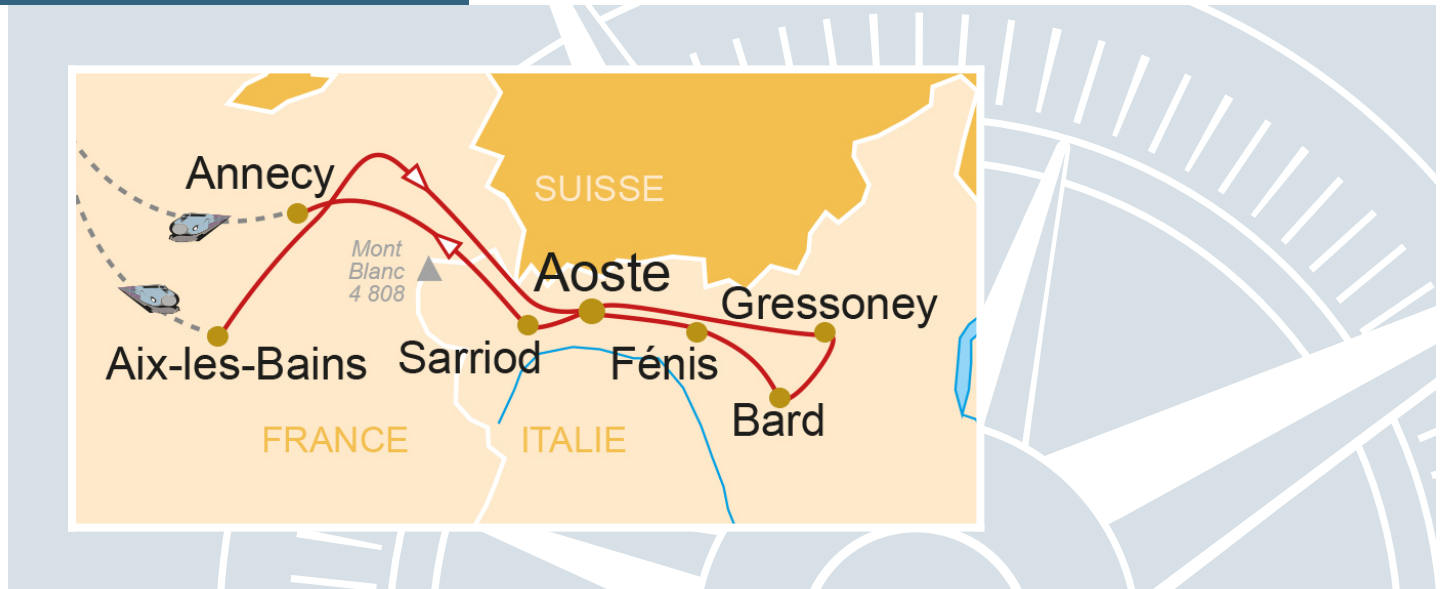 Annecy
SUISSE
Mont
Blanc
4 808
Aoste
Gressoney
Aix-les-Bains
Sarriod
Fénis
Bard
FRANCE
ITALIE